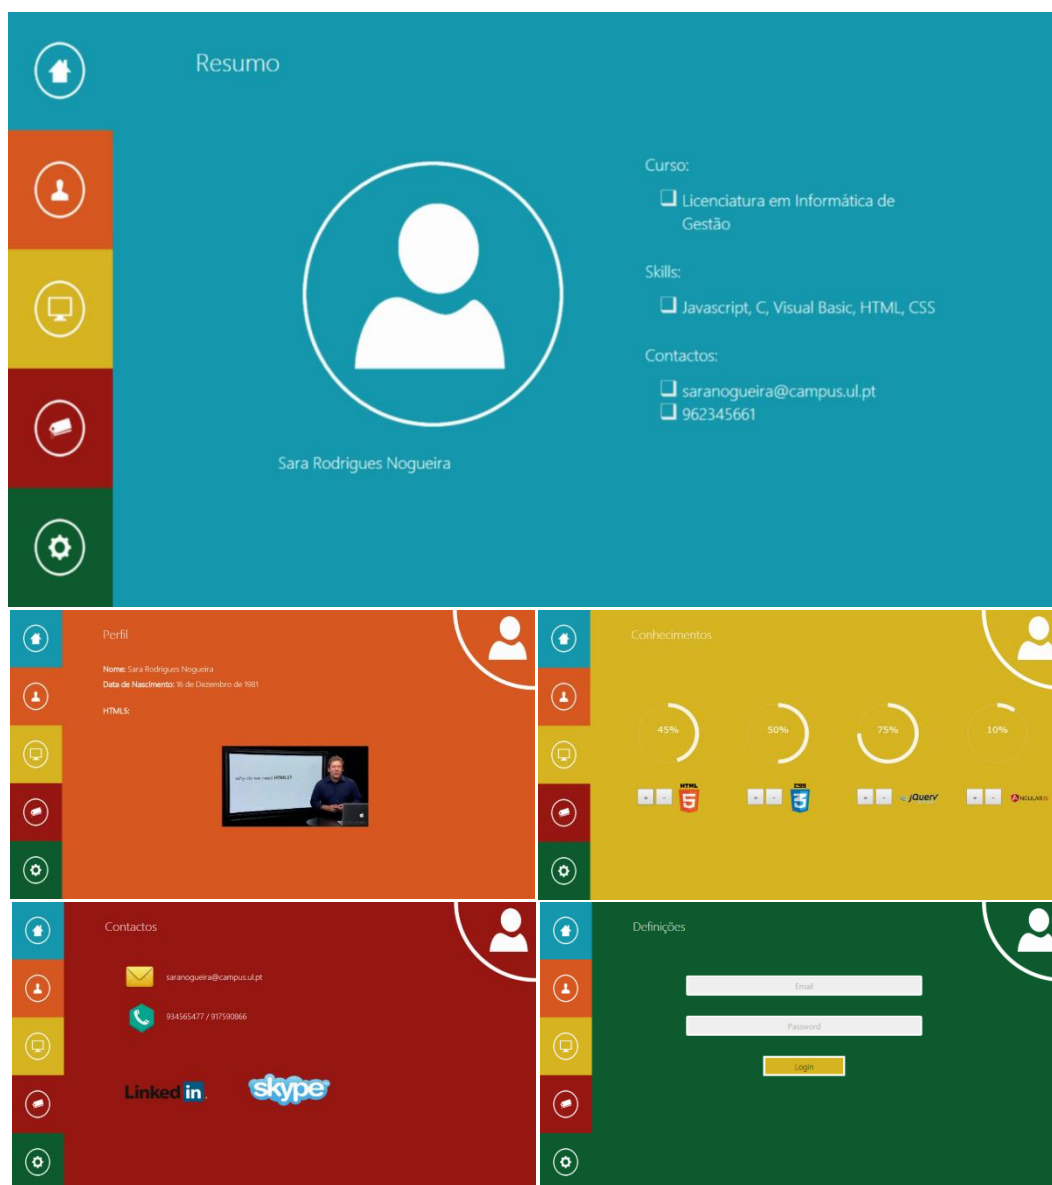 Resumo
Curso:
Licenciatura em Informática de
Gestão
Skills:
Javascript, C, Visual Basic, HTML, CSS
Contactos:
saranogueira@campus.ul.pt
962345661
Sara Rodrigues Nogueira
Perfil
Nome: Sara Rodrigues Nogueira
Data de Nascimento: 16 de Dezembro de 1981
HTML5:
Why do we need HTML5?
Conhecimentos
45% 50% 75% 10%
HTML CSS
+ - 5 + - 3 + - jQuery + - ANGULARJS
Contactos
saranogueira@campus.ul.pt
934565477 / 917590866
Linked in. skype
Definições
Email
Password
Login